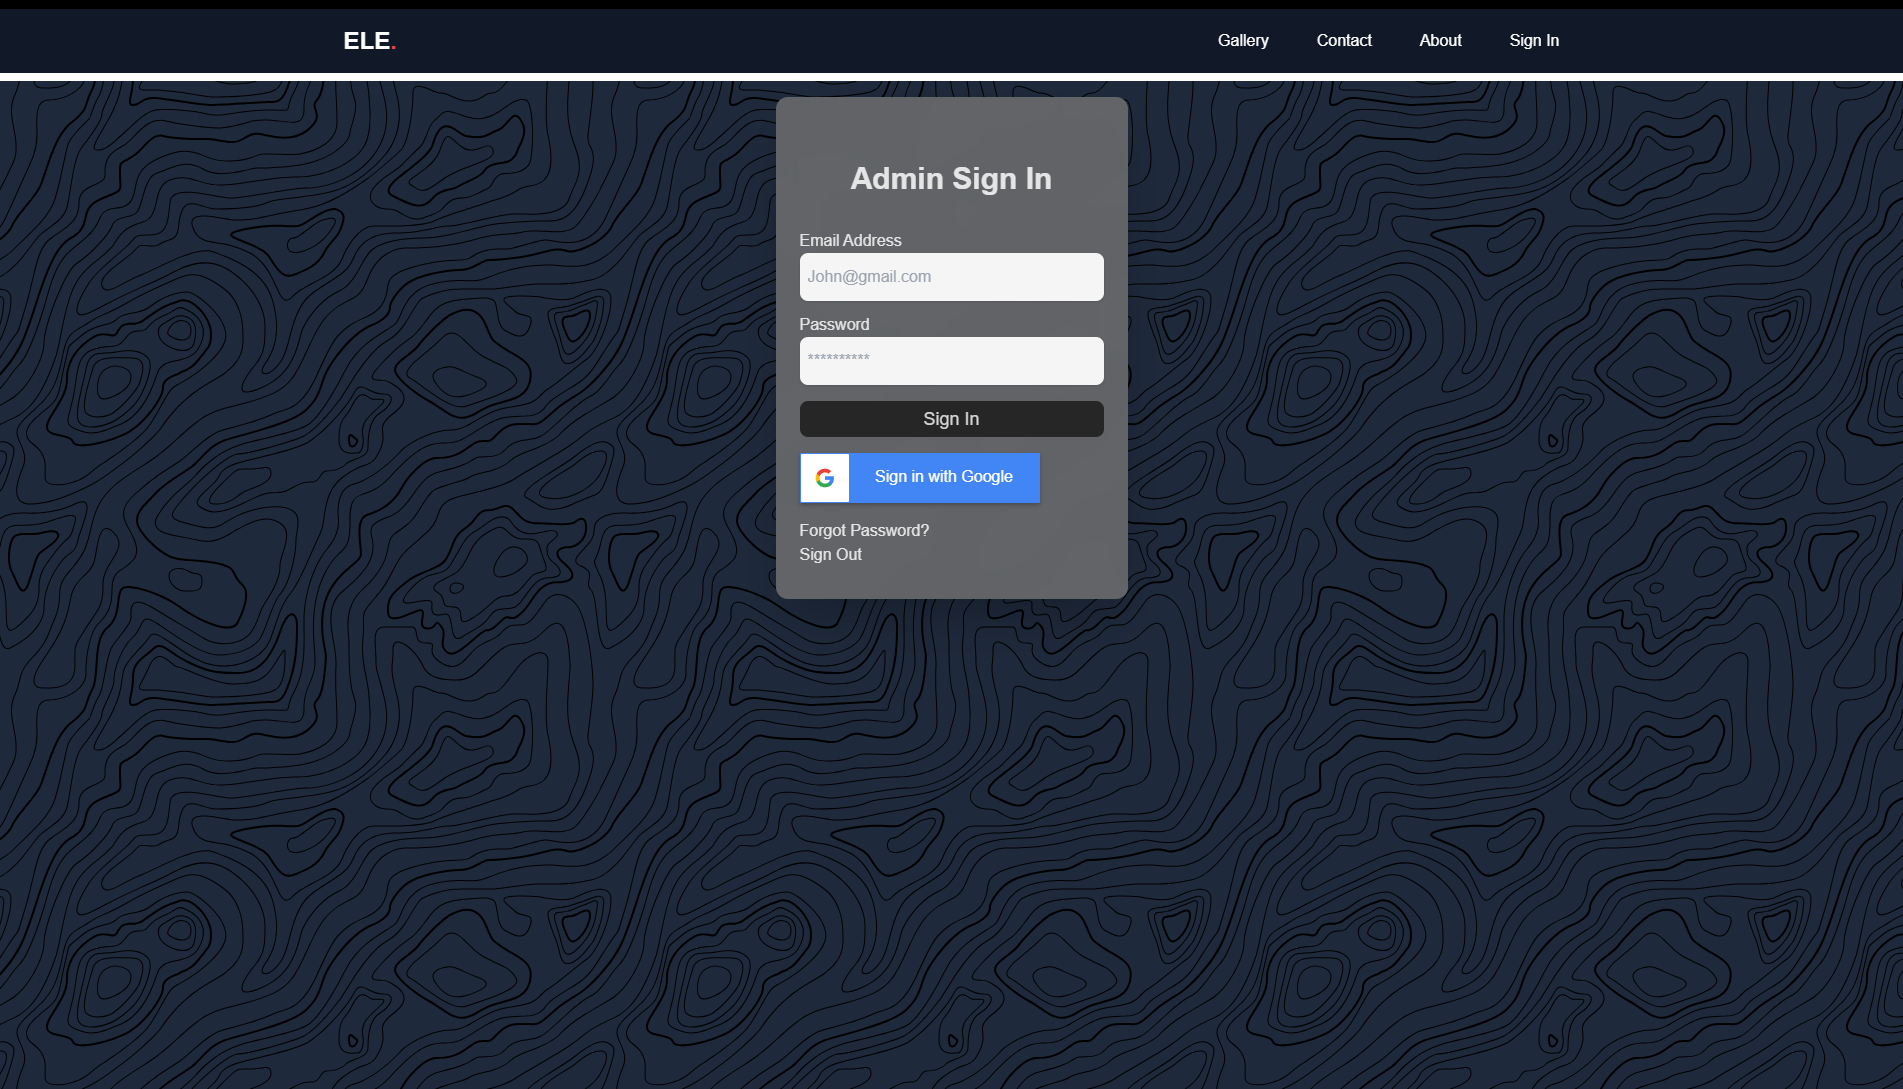 ELE.
Gallery Contact About Sign In
Admin Sign In
Email Address
John@gmail.com
Password
**********
Sign In
Sign in with Google
Forgot Password?
Sign Out